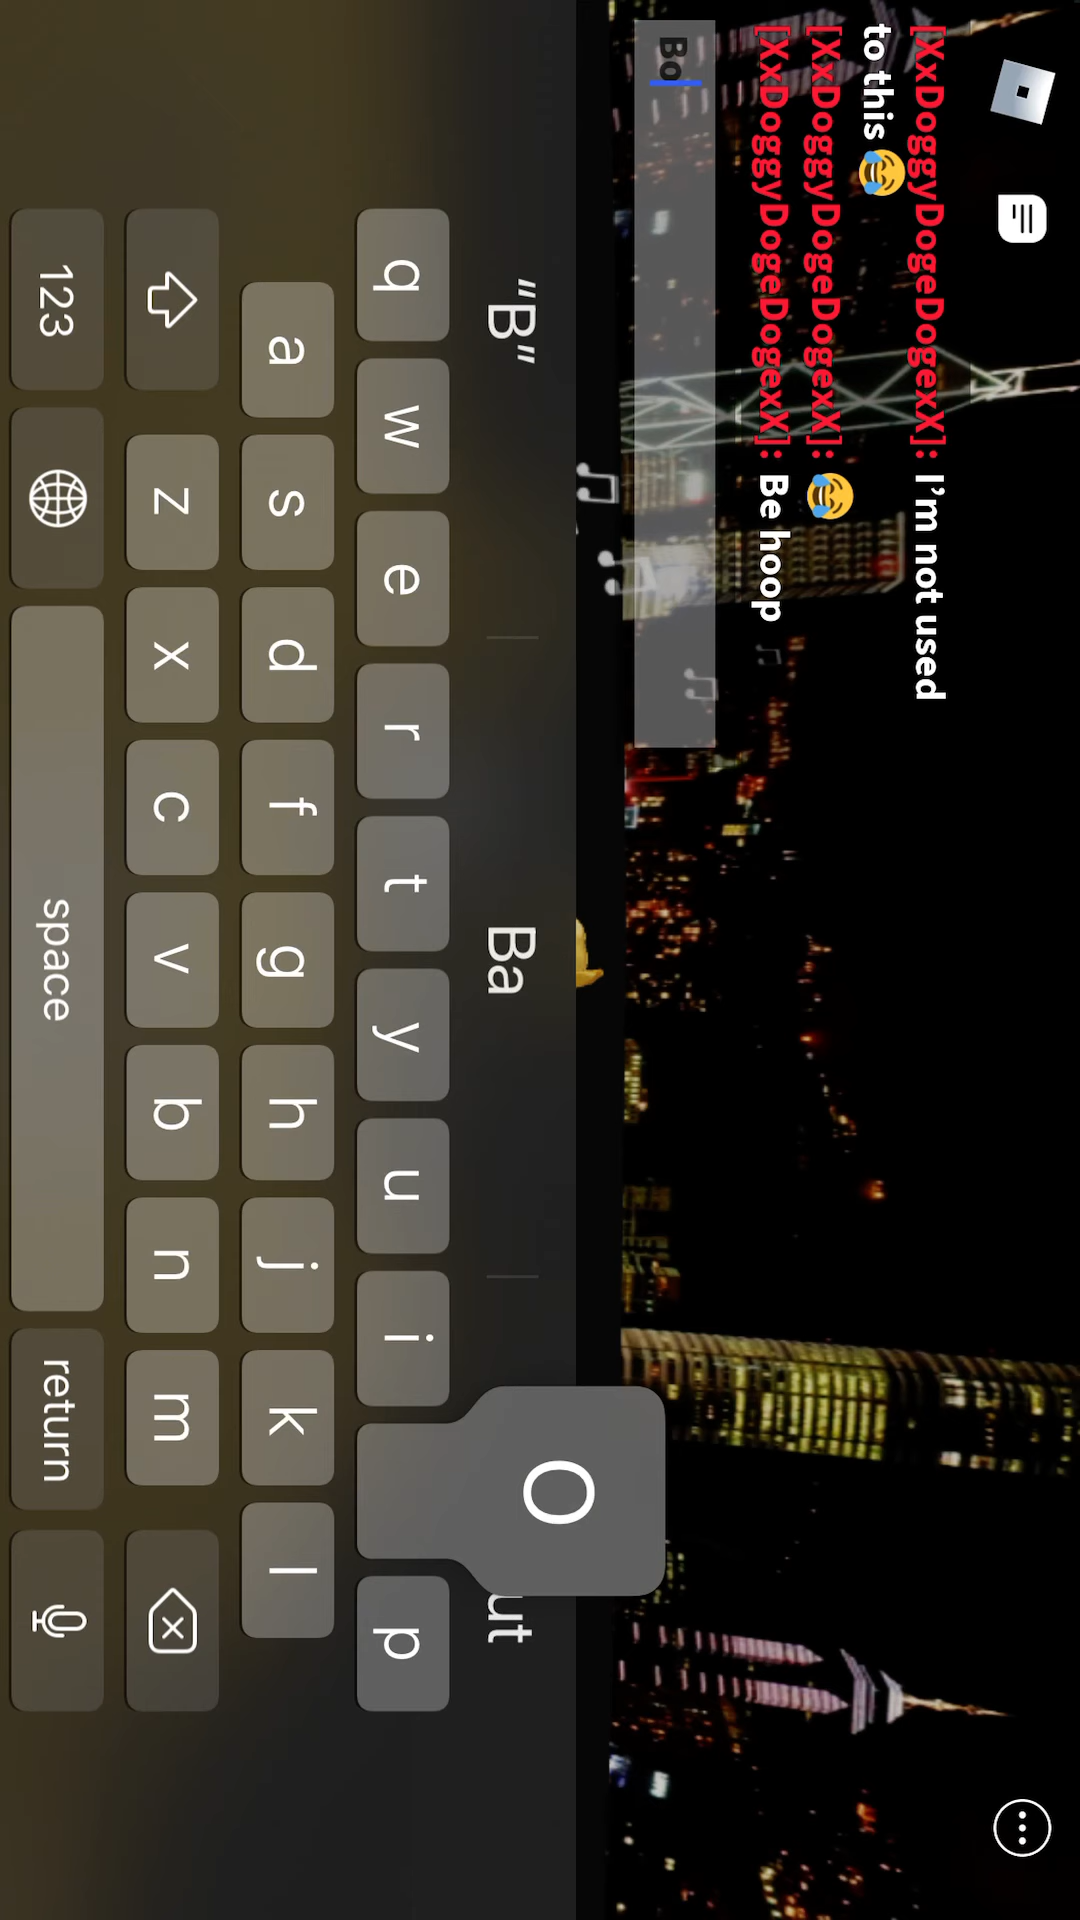 [XxDoggyDogeDogexX]: I'm not used
to this 😂
[XxDoggyDogeDogexX]: 😂
[XxDoggyDogeDogexX]: Be hoop
Bo
"B" Ba ut
q w e r t y u i O p
a s d f g h j k l
z x c v b n m
123 space return